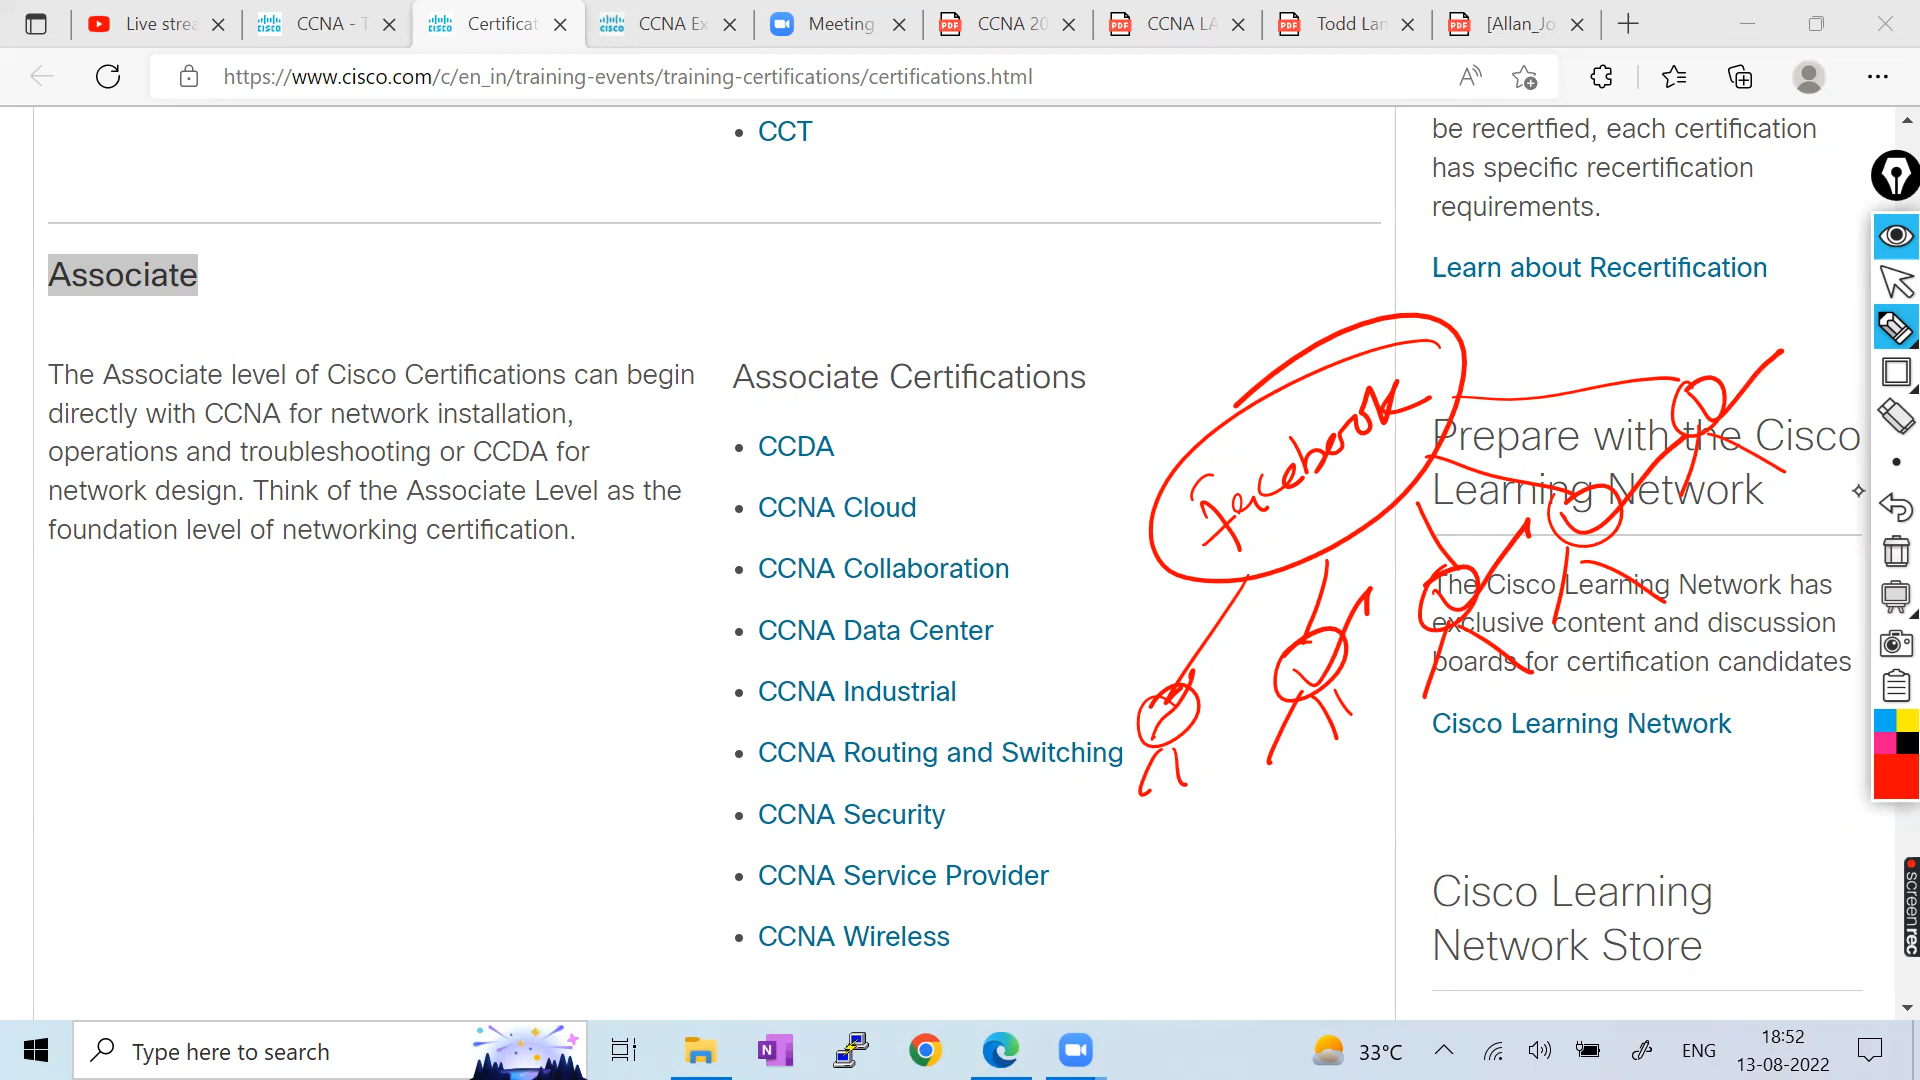 Live strea
CCNA - T
Certificat
CCNA Ex
Meeting
CCNA 20
CCNA LA
Todd Lam
[Allan_Jo
https://www.cisco.com/c/en_in/training-events/training-certifications/certifications.html
CCT
Associate
The Associate level of Cisco Certifications can begin
directly with CCNA for network installation,
operations and troubleshooting or CCDA for
network design. Think of the Associate Level as the
foundation level of networking certification.
Associate Certifications
CCDA
CCNA Cloud
CCNA Collaboration
CCNA Data Center
CCNA Industrial
CCNA Routing and Switching
CCNA Security
CCNA Service Provider
CCNA Wireless
facebook
be recertfied, each certification
has specific recertification
requirements.
Learn about Recertification
Prepare with the Cisco
Learning Network
The Cisco Learning Network has
exclusive content and discussion
boards for certification candidates
Cisco Learning Network
Cisco Learning
Network Store
screenrec
Type here to search
33°C
ENG
18:52
13-08-2022